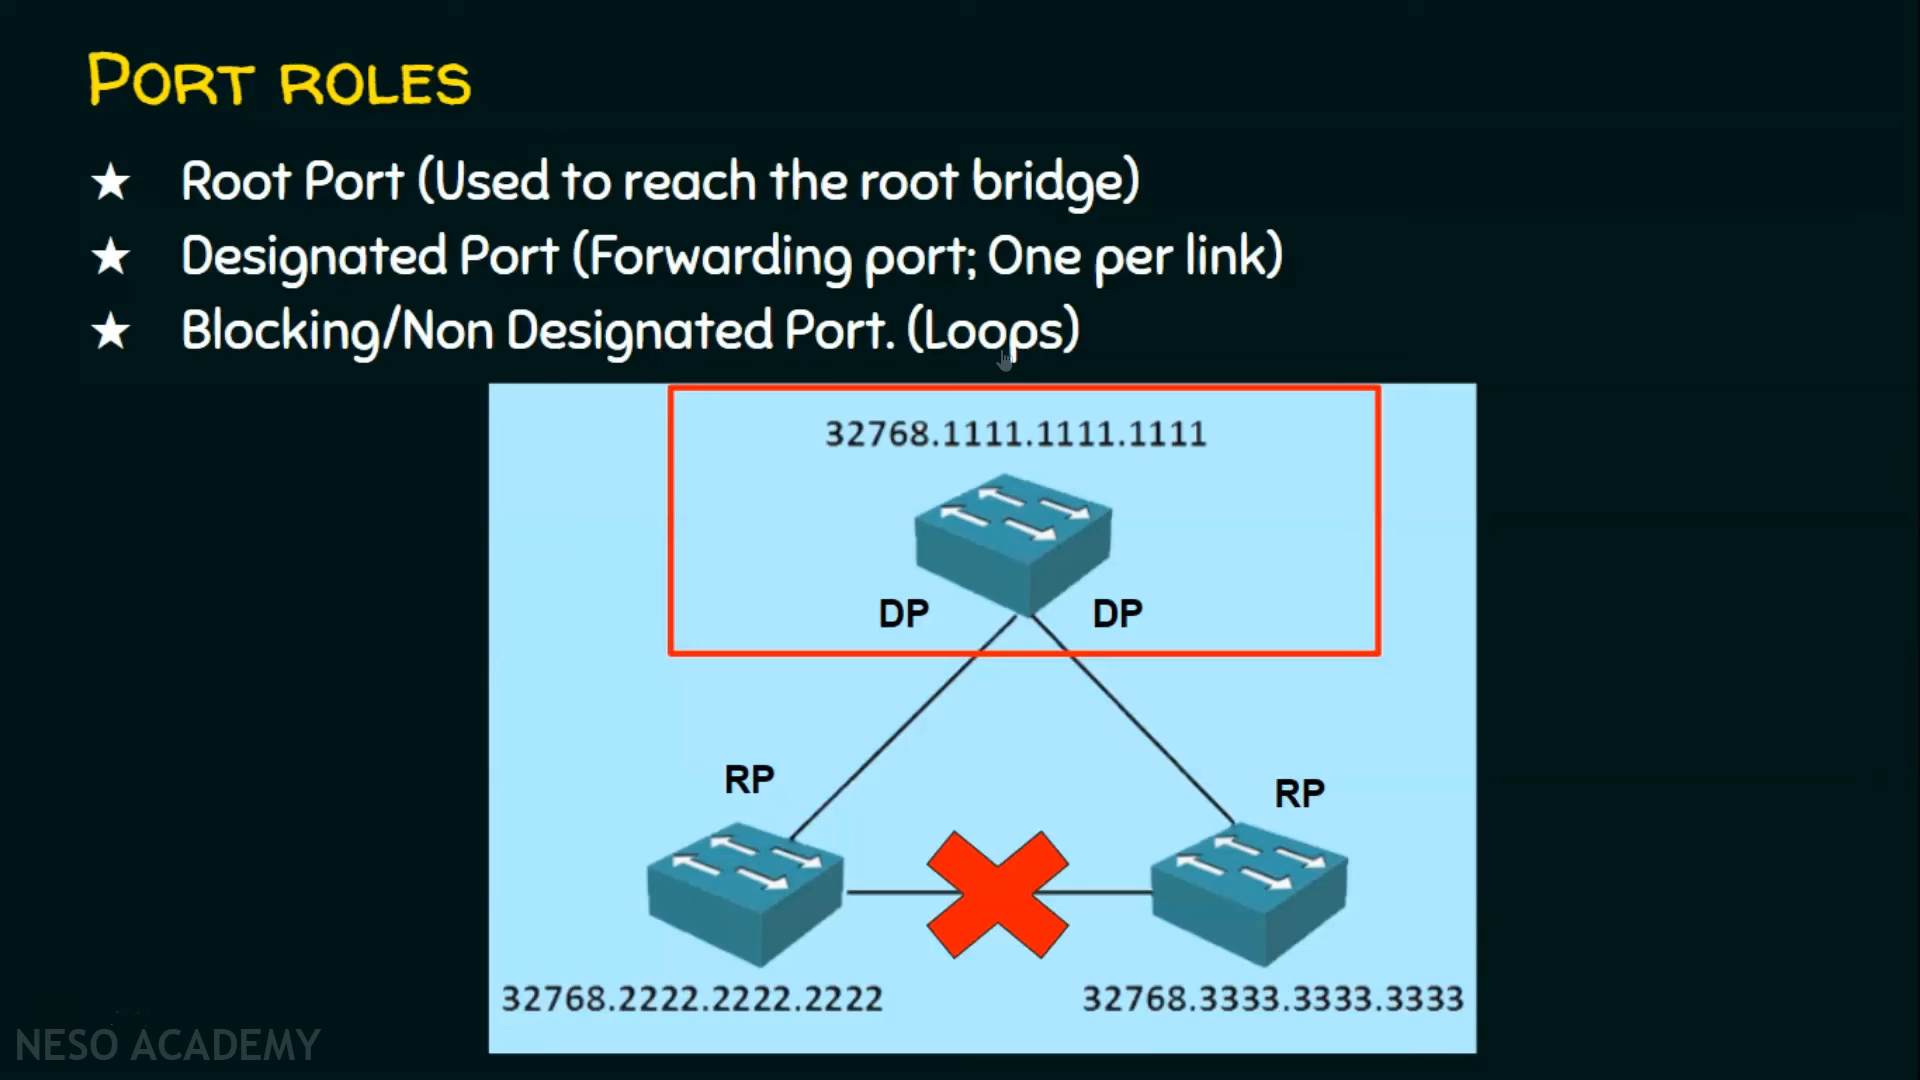 PORT ROLES
★ Root Port (Used to reach the root bridge)
★ Designated Port (Forwarding port; One per link)
★ Blocking/Non Designated Port. (Loops)
32768.1111.1111.1111
DP DP
RP
RP
32768.2222.2222.2222 32768.3333.3333.3333
NESO ACADEMY